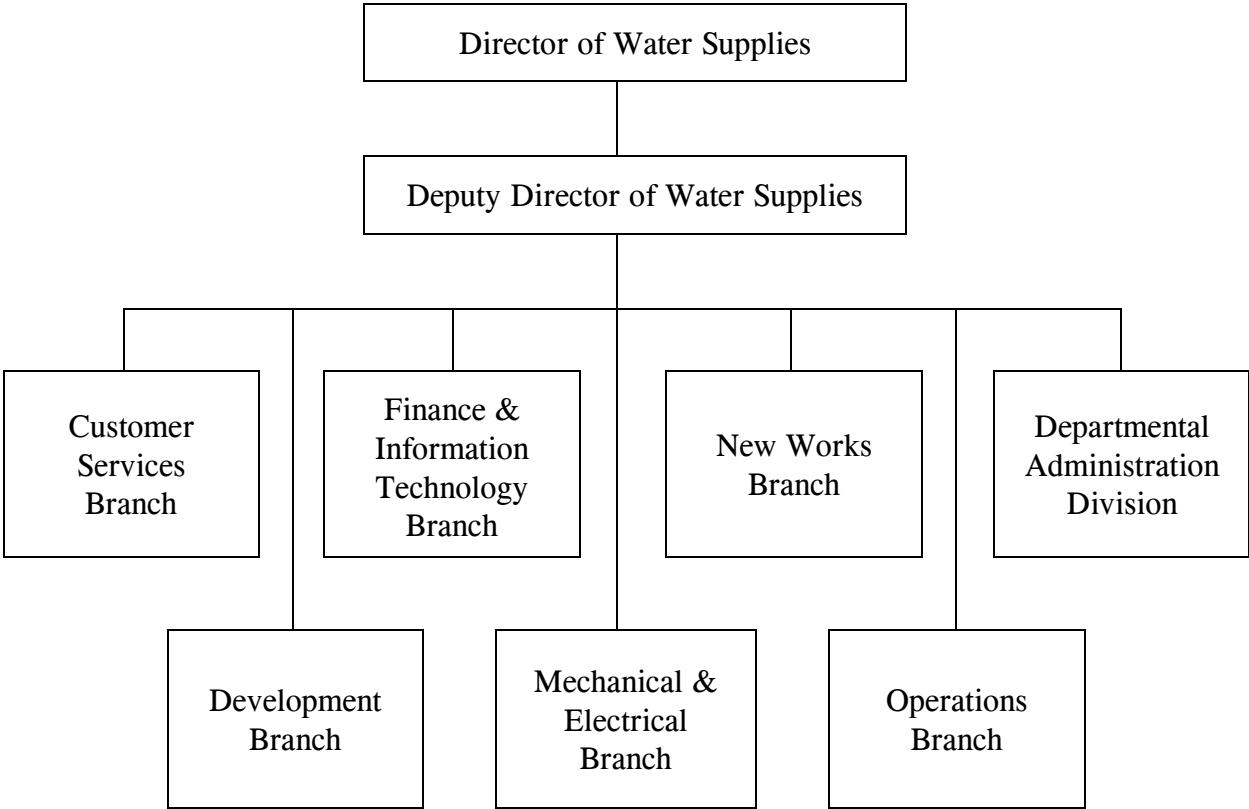 Director of Water Supplies
Deputy Director of Water Supplies
Customer
Services
Branch
Finance &
Information
Technology
Branch
New Works
Branch
Departmental
Administration
Division
Development
Branch
Mechanical &
Electrical
Branch
Operations
Branch